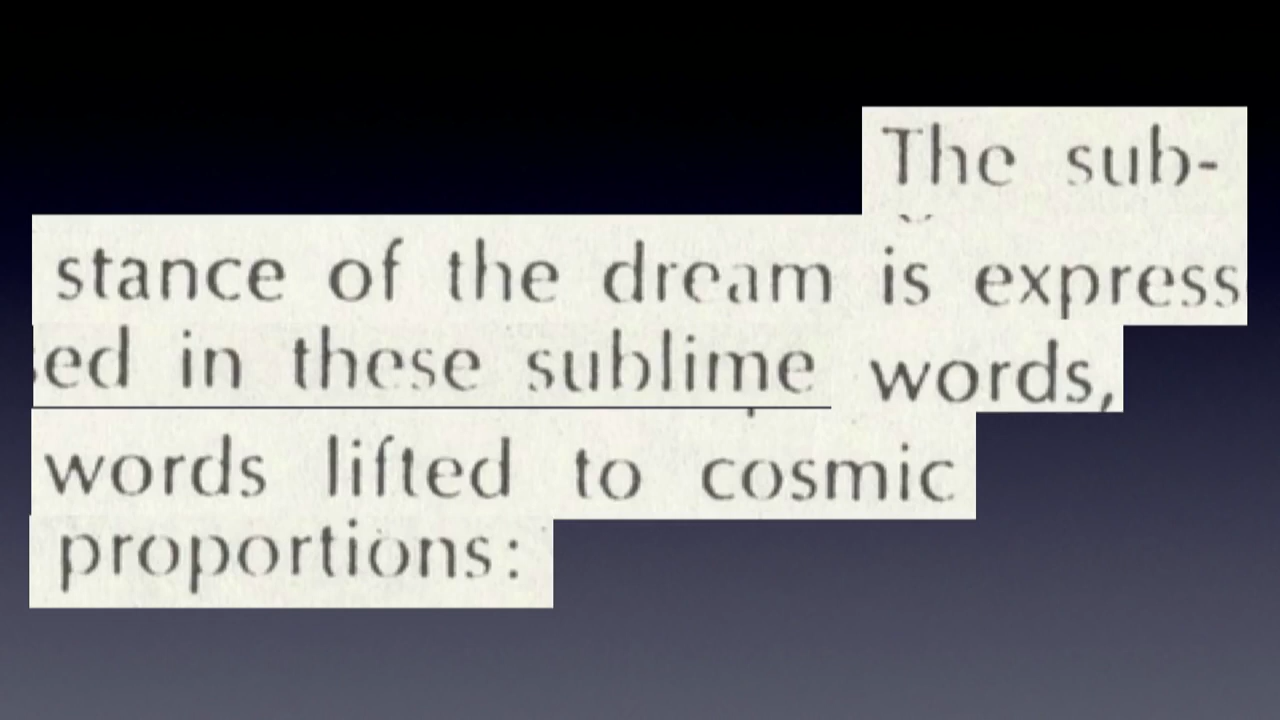 The sub-
stance of the dream is express
ed in these sublime words,
words lifted to cosmic
proportions: